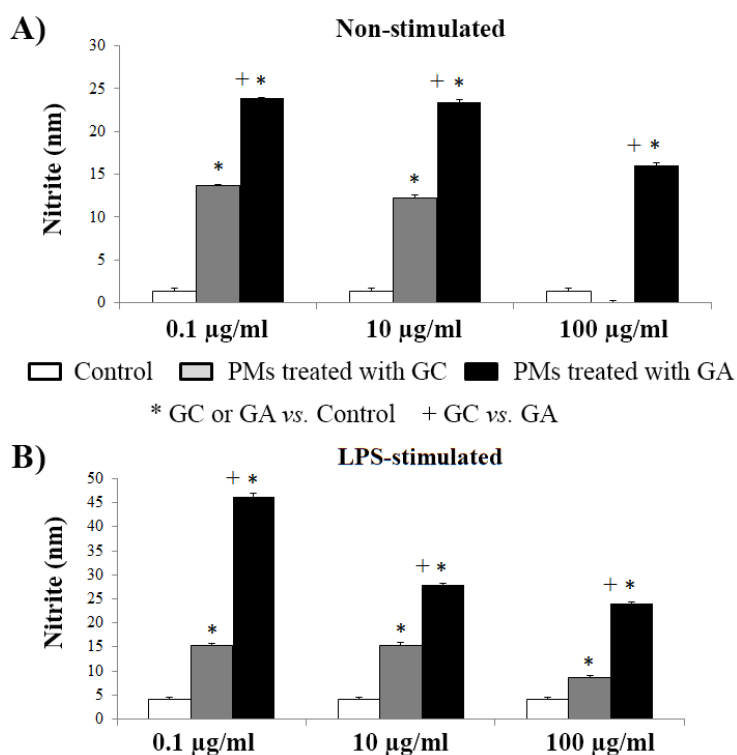 A)
Non-stimulated
Nitrite (nm)
30
25
20
15
10
5
0
+ *
*
+ *
*
+ *
0.1 µg/ml 10 µg/ml 100 µg/ml
Control PMs treated with GC PMs treated with GA
* GC or GA vs. Control + GC vs. GA
B)
LPS-stimulated
Nitrite (nm)
50
45
40
35
30
25
20
15
10
5
0
+ *
*
+ *
*
+ *
*
0.1 µg/ml 10 µg/ml 100 µg/ml